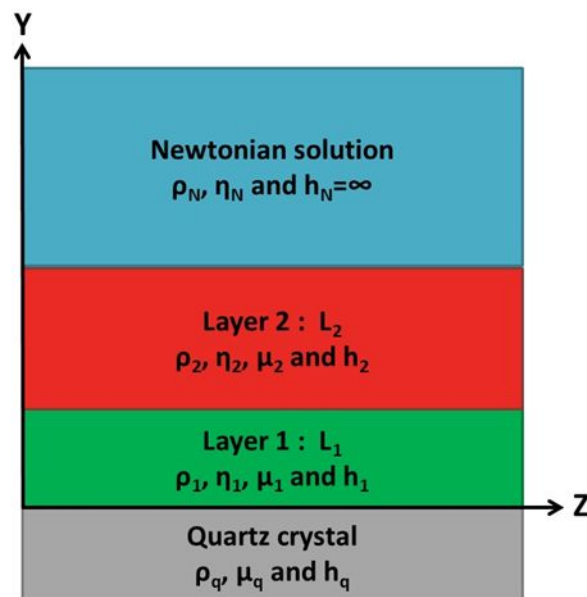 Y
Newtonian solution
ρN, ηN and hN=∞
Layer 2 : L2
ρ2, η2, μ2 and h2
Layer 1 : L1
ρ1, η1, μ1 and h1
Z
Quartz crystal
ρq, μq and hq